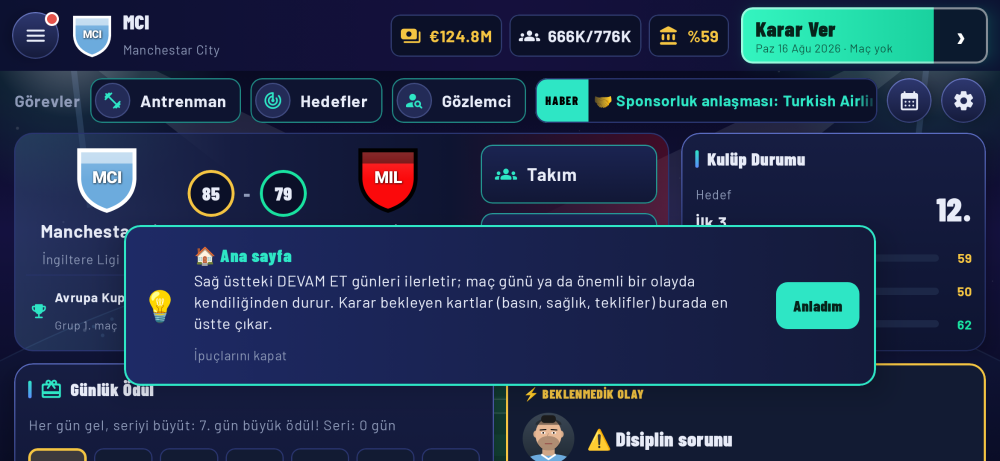 MCI
MCI
Manchestar City
€124.8M
666K/776K
%59
Karar Ver
Paz 16 Ağu 2026 · Maç yok
Görevler
Antrenman
Hedefler
Gözlemci
HABER
Sponsorluk anlaşması: Turkish Airli
MCI
85 - 79
MIL
Takım
Kulüp Durumu
Hedef
İlk 3
12.
Manchesta
İngiltere Ligi
Avrupa Kup
Grup 1. maç
59
50
62
Ana sayfa
Sağ üstteki DEVAM ET günleri ilerletir; maç günü ya da önemli bir olayda
kendiliğinden durur. Karar bekleyen kartlar (basın, sağlık, teklifler) burada en
üstte çıkar.
İpuçlarını kapat
Anladım
Günlük Ödül
Her gün gel, seriyi büyüt: 7. gün büyük ödül! Seri: 0 gün
BEKLENMEDİK OLAY
Disiplin sorunu